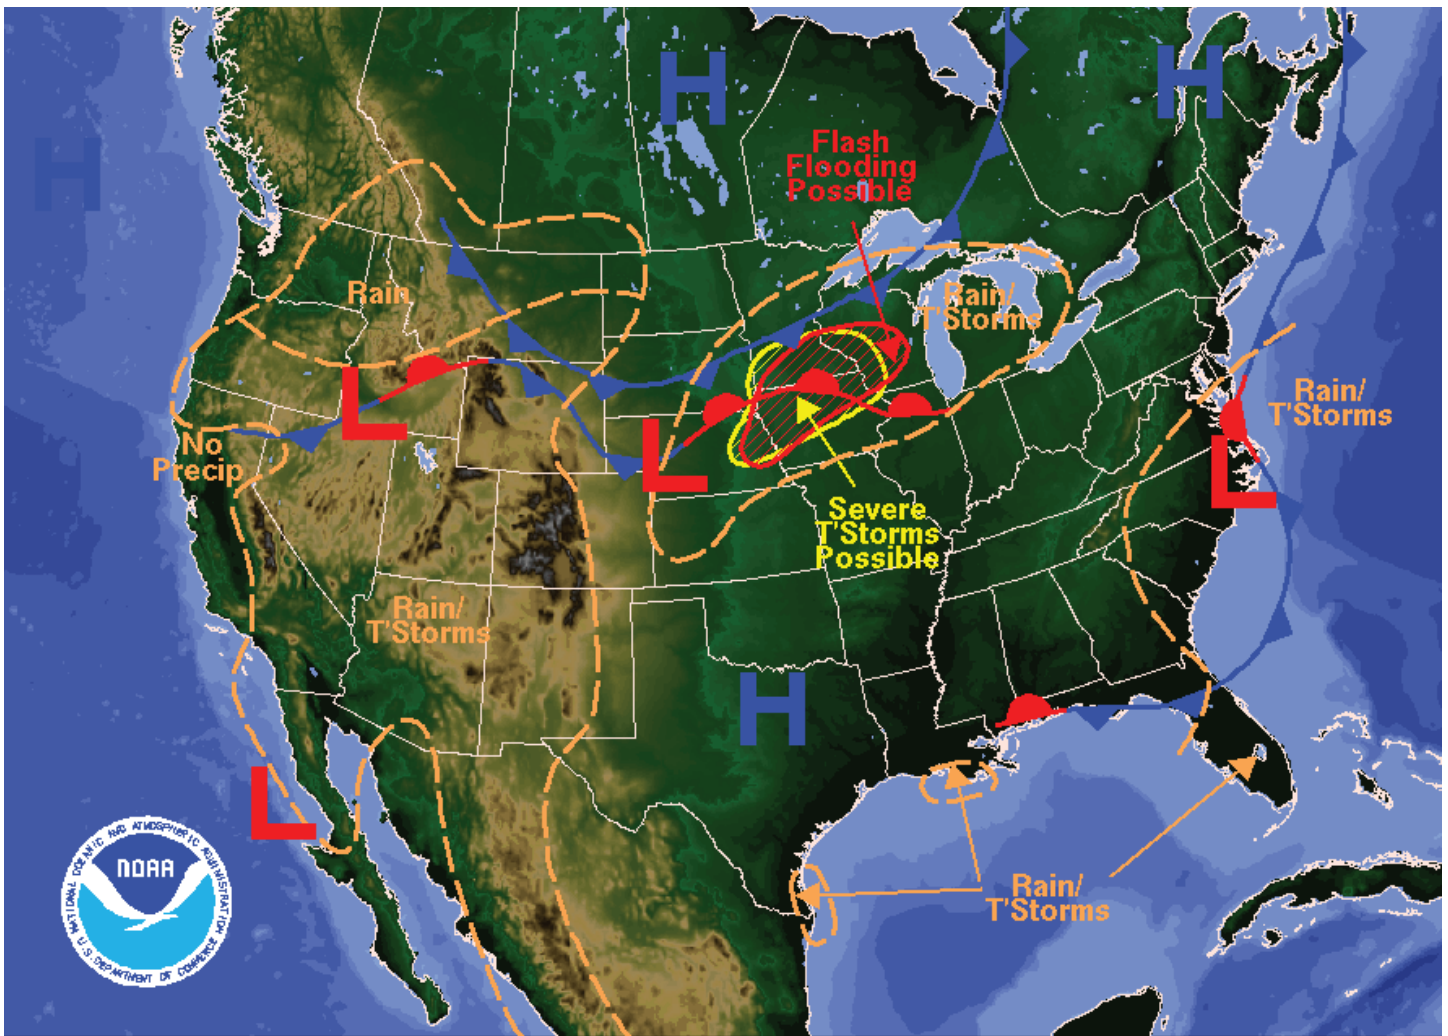 H
H
H
Flash
Flooding
Possible
Rain
Rain/
T'Storms
L
Rain/
T'Storms
No
Precip
L
L
Severe
T'Storms
Possible
Rain/
T'Storms
H
L
Rain/
T'Storms
NATIONAL OCEANIC AND ATMOSPHERIC ADMINISTRATION
NOAA
U.S. DEPARTMENT OF COMMERCE